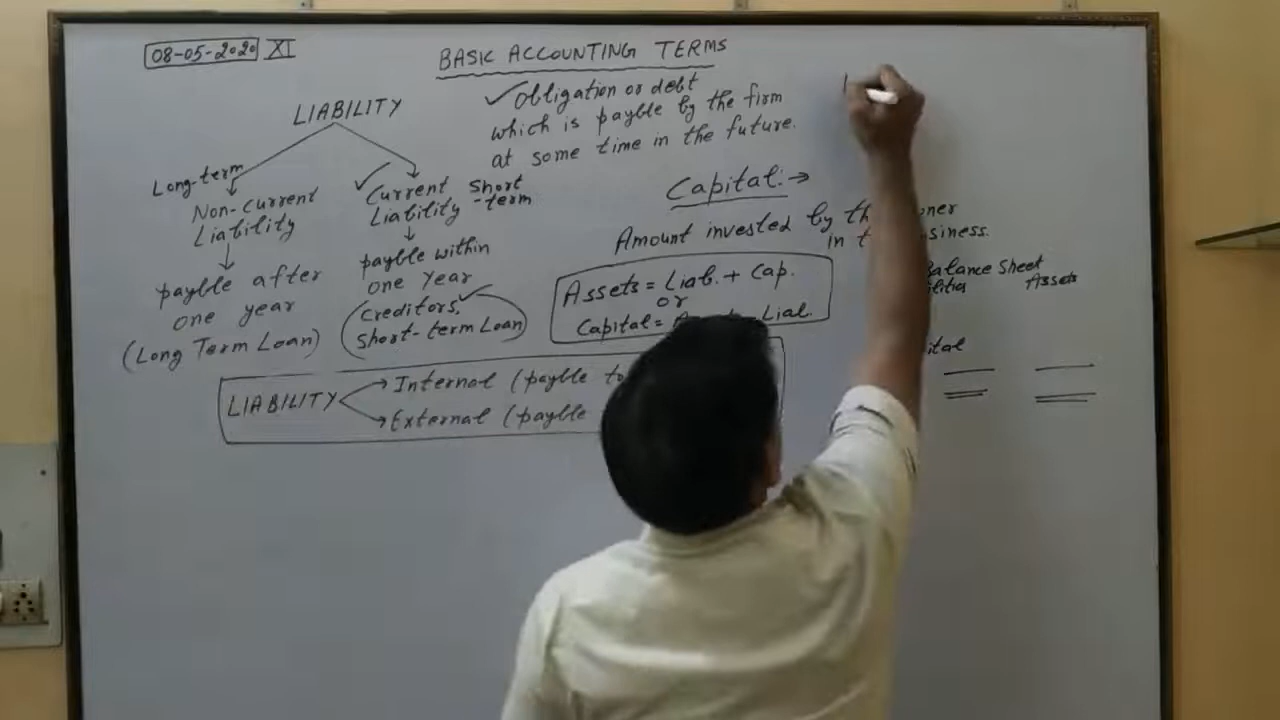 08-05-2020 XI
BASIC ACCOUNTING TERMS
LIABILITY
Obligation or debt
which is payble by the firm
at some time in the future.
Long-term
Non-current
Liability
payble after
one year
(Long Term Loan)
Current
Liability
Short
-term
payble within
one year
Creditors,
Short-term Loan
Capital:→
Amount invested by
in
Assets = Liab. + Cap.
or
Capital =
Balance Sheet
Assets
LIABILITY
Internal (payble to
External (payble